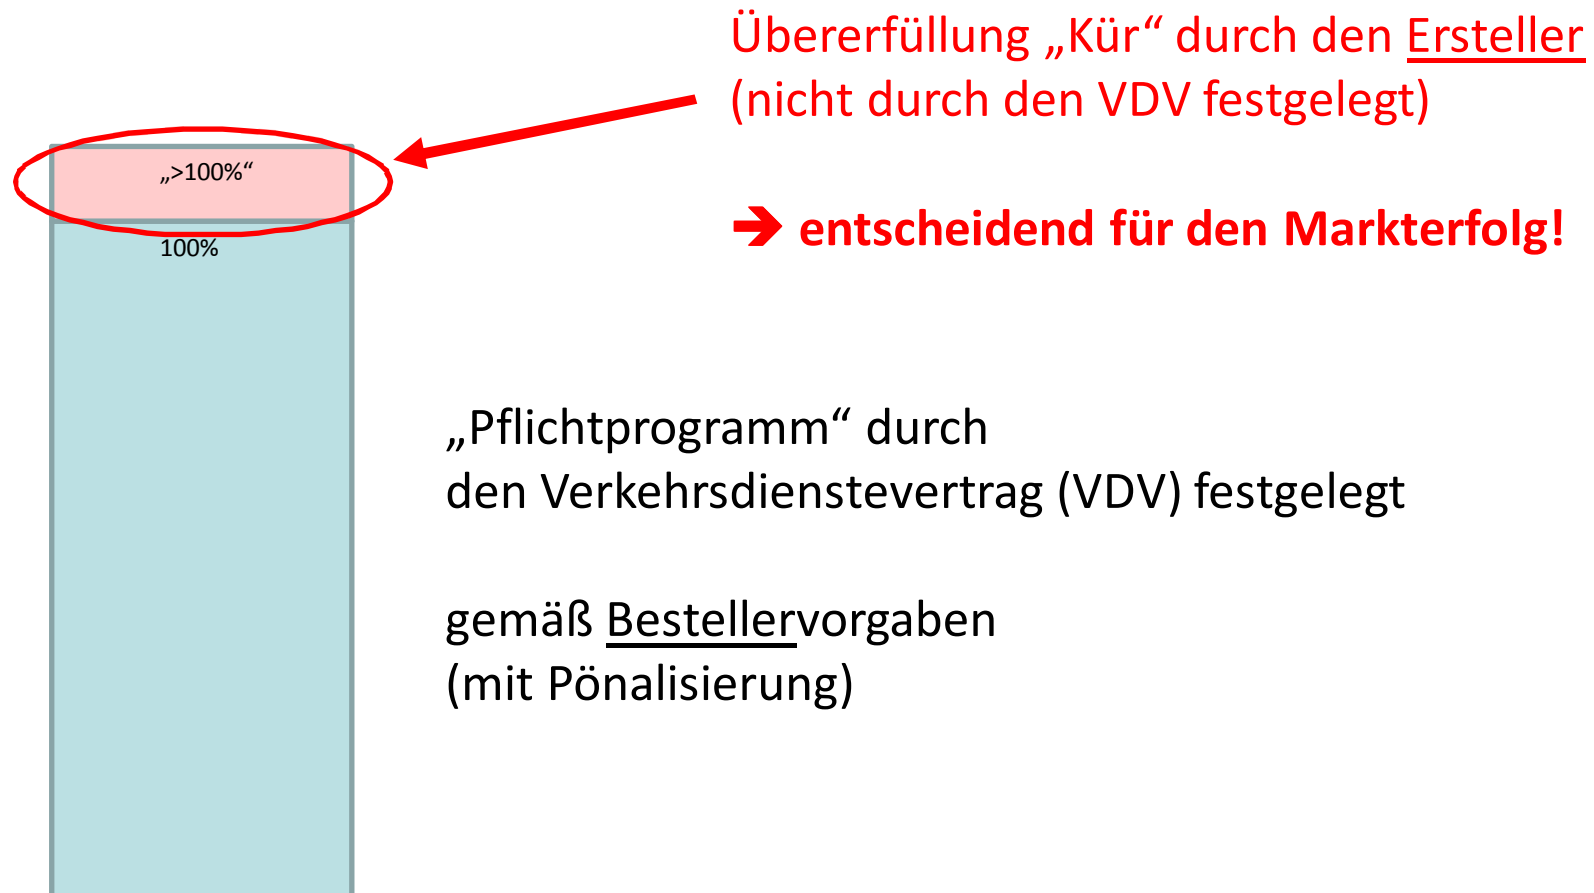 Übererfüllung „Kür“ durch den Ersteller
(nicht durch den VDV festgelegt)
„>100%“
➔ entscheidend für den Markterfolg!
100%
„Pflichtprogramm“ durch
den Verkehrsdienstevertrag (VDV) festgelegt
gemäß Bestellervorgaben
(mit Pönalisierung)